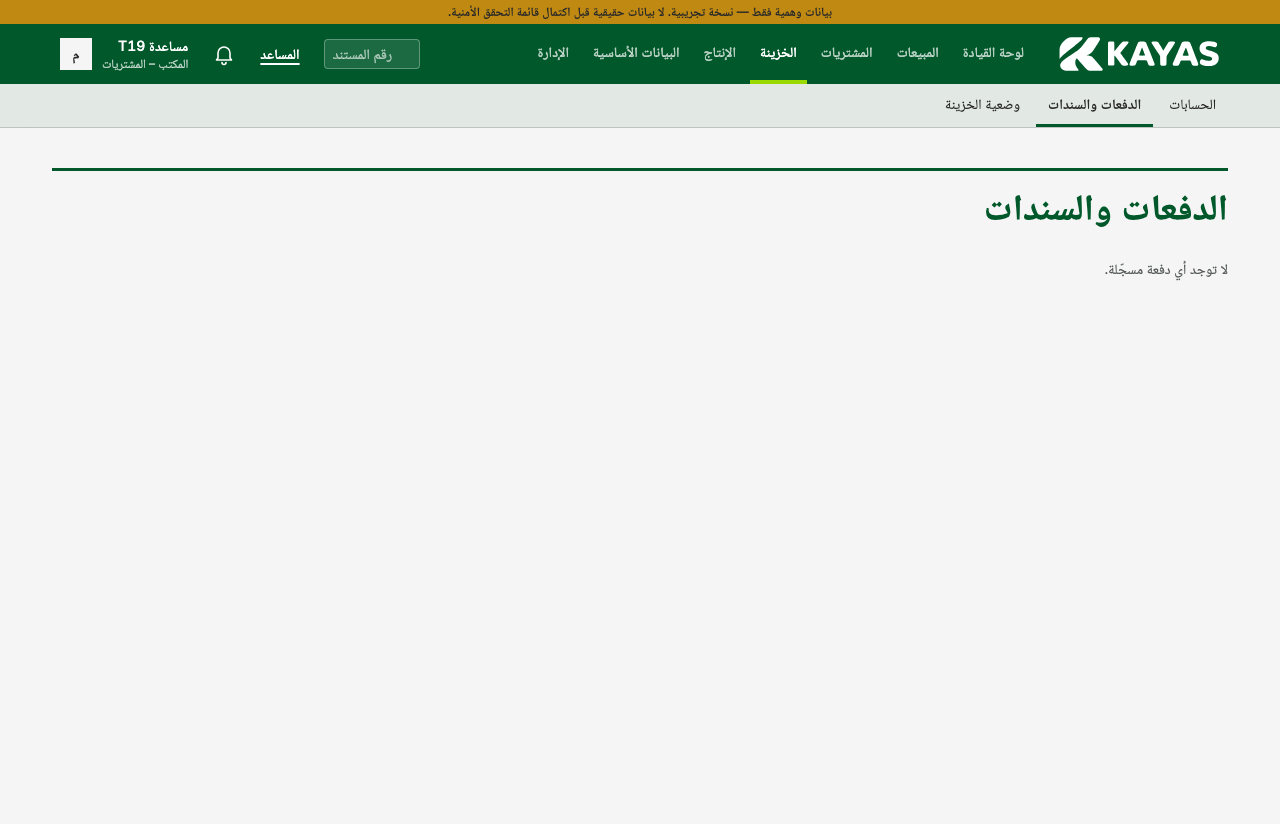 بيانات وهمية فقط — نسخة تجريبية. لا بيانات حقيقية قبل اكتمال قائمة التحقق الأمنية.
KAYAS
لوحة القيادة
المبيعات
المشتريات
الخزينة
الإنتاج
البيانات الأساسية
الإدارة
رقم المستند
المساعد
مساعدة T19
المكتب – المشتريات
م
الحسابات
الدفعات والسندات
وضعية الخزينة
الدفعات والسندات
لا توجد أي دفعة مسجّلة.